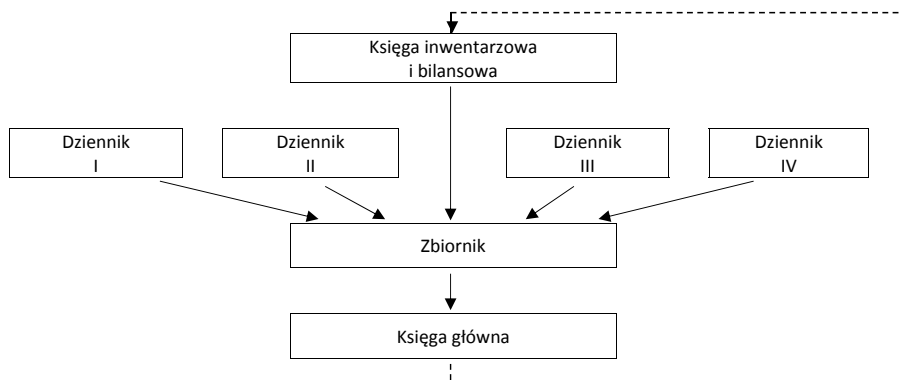 Księga inwentarzowa
i bilansowa
Dziennik
I
Dziennik
II
Dziennik
III
Dziennik
IV
Zbiornik
Księga główna